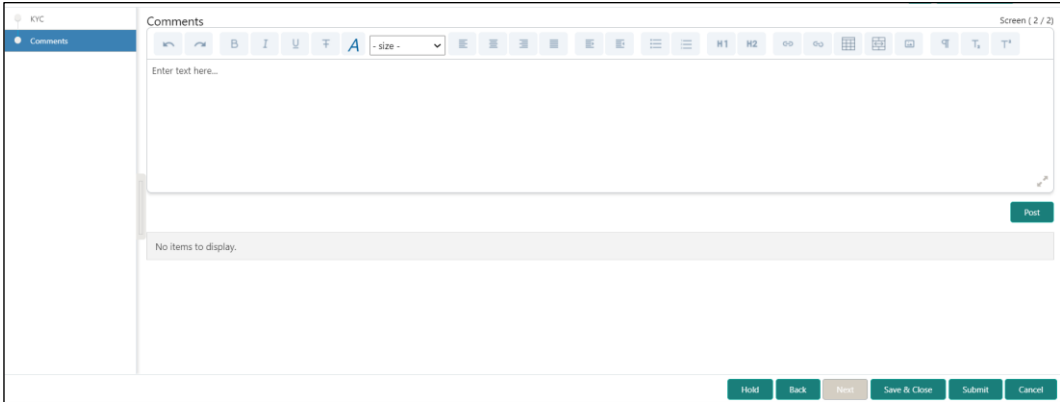 KYC
Comments
Comments
Screen ( 2 / 2)
B I U T A - size - H1 H2
Enter text here...
Post
No items to display.
Hold Back Next Save & Close Submit Cancel